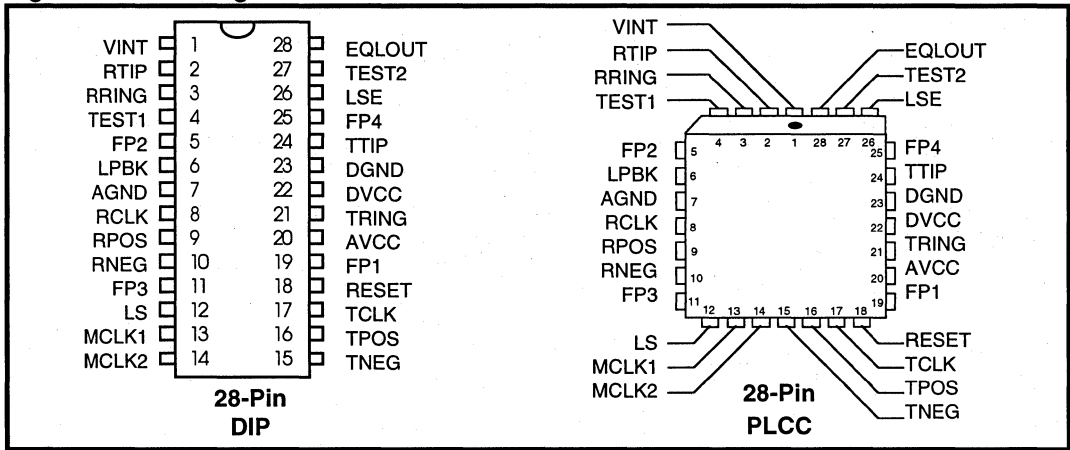 VINT 1 28 EQLOUT
RTIP 2 27 TEST2
RRING 3 26 LSE
TEST1 4 25 FP4
FP2 5 24 TTIP
LPBK 6 23 DGND
AGND 7 22 DVCC
RCLK 8 21 TRING
RPOS 9 20 AVCC
RNEG 10 19 FP1
FP3 11 18 RESET
LS 12 17 TCLK
MCLK1 13 16 TPOS
MCLK2 14 15 TNEG
28-Pin
DIP
VINT
RTIP EQLOUT
RRING TEST2
TEST1 LSE
4 3 2 1 28 27 26
FP2 5 25 FP4
LPBK 6 24 TTIP
AGND 7 23 DGND
RCLK 8 22 DVCC
RPOS 9 21 TRING
RNEG 10 20 AVCC
FP3 11 19 FP1
12 13 14 15 16 17 18
LS RESET
MCLK1 TCLK
MCLK2 TPOS
TNEG
28-Pin
PLCC